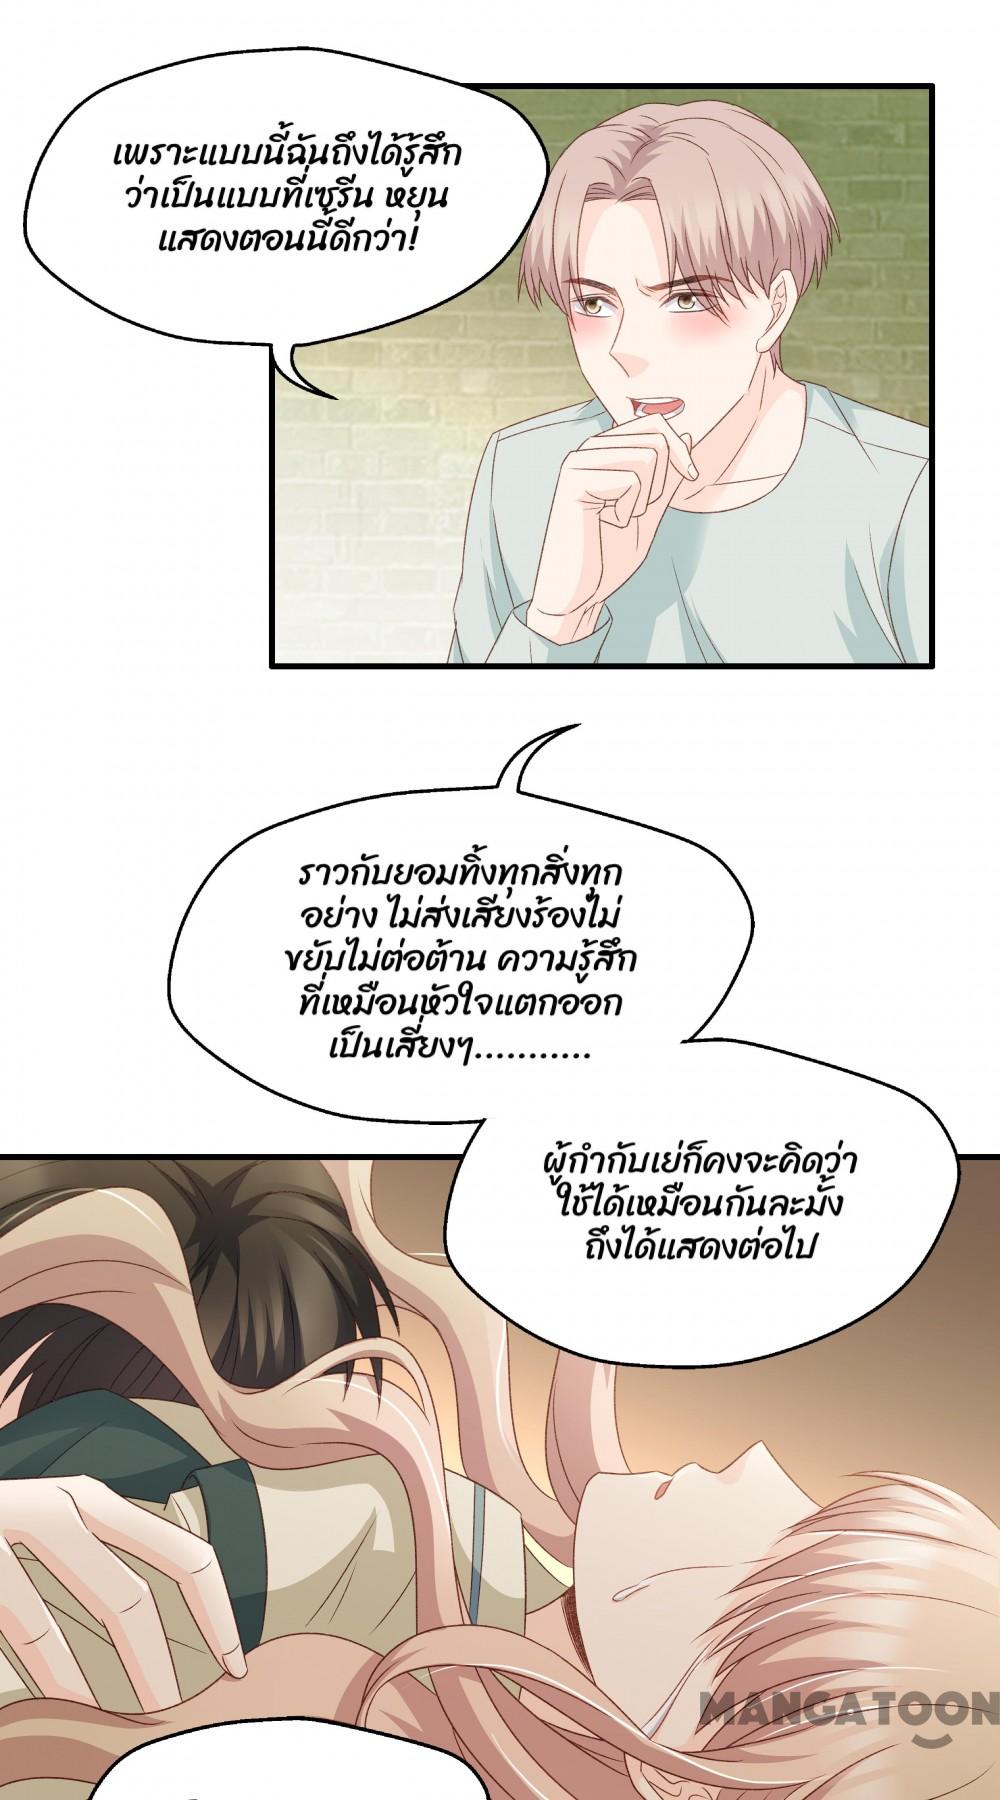 เพราะแบบนี้ฉันถึงได้รู้สึก
ว่าเป็นแบบที่เซรีน หยุน
แสดงตอนนี้ดีกว่า!
ราวกับยอมทิ้งทุกสิ่งทุก
อย่าง ไม่ส่งเสียงร้องไม่
ขยับไม่ต่อต้าน ความรู้สึก
ที่เหมือนหัวใจแตกออก
เป็นเสี่ยงๆ...........
ผู้กำกับเย่ก็คงจะคิดว่า
ใช้ได้เหมือนกันละมั้ง
ถึงได้แสดงต่อไป
MANGATOON